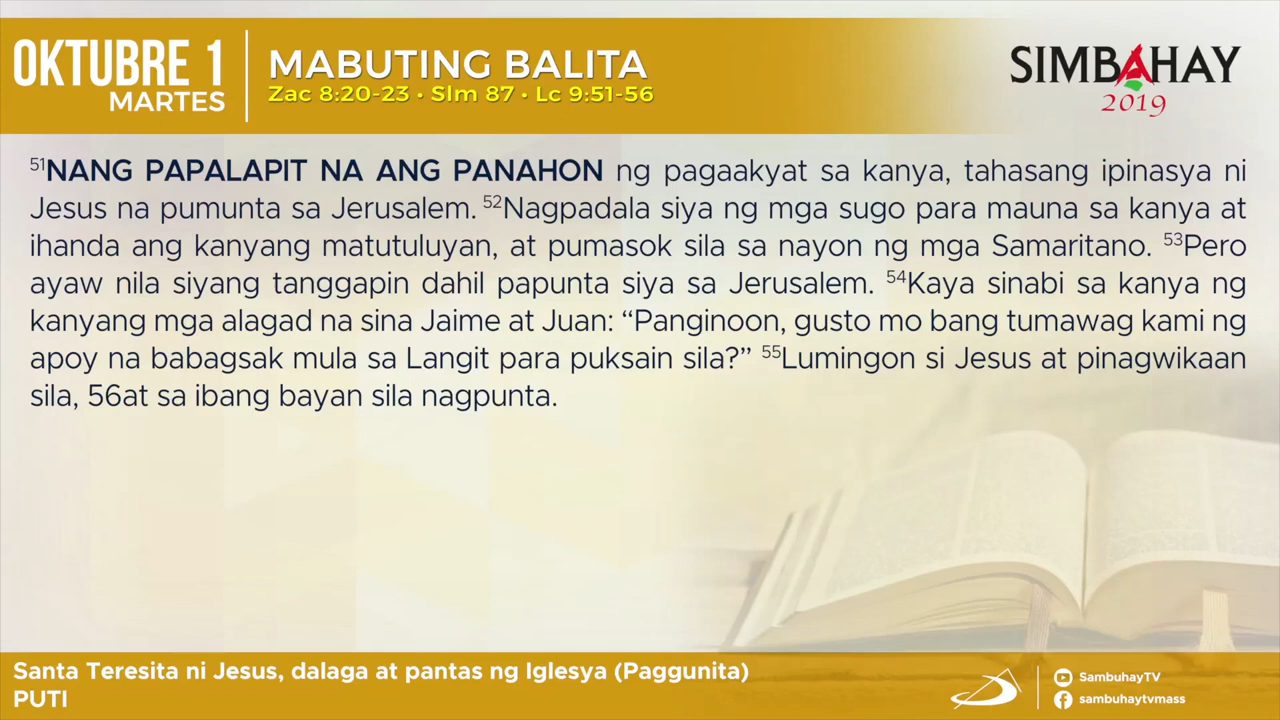 OKTUBRE 1
MARTES
MABUTING BALITA
Zac 8:20-23 • Slm 87 • Lc 9:51-56
SIMBAHAY
2019
51NANG PAPALAPIT NA ANG PANAHON ng pagaakyat sa kanya, tahasang ipinasya ni
Jesus na pumunta sa Jerusalem. 52Nagpadala siya ng mga sugo para mauna sa kanya at
ihanda ang kanyang matutuluyan, at pumasok sila sa nayon ng mga Samaritano. 53Pero
ayaw nila siyang tanggapin dahil papunta siya sa Jerusalem. 54Kaya sinabi sa kanya ng
kanyang mga alagad na sina Jaime at Juan: “Panginoon, gusto mo bang tumawag kami ng
apoy na babagsak mula sa Langit para puksain sila?” 55Lumingon si Jesus at pinagwikaan
sila, 56at sa ibang bayan sila nagpunta.
Santa Teresita ni Jesus, dalaga at pantas ng Iglesya (Paggunita)
PUTI
SambuhayTV
sambuhaytvmass